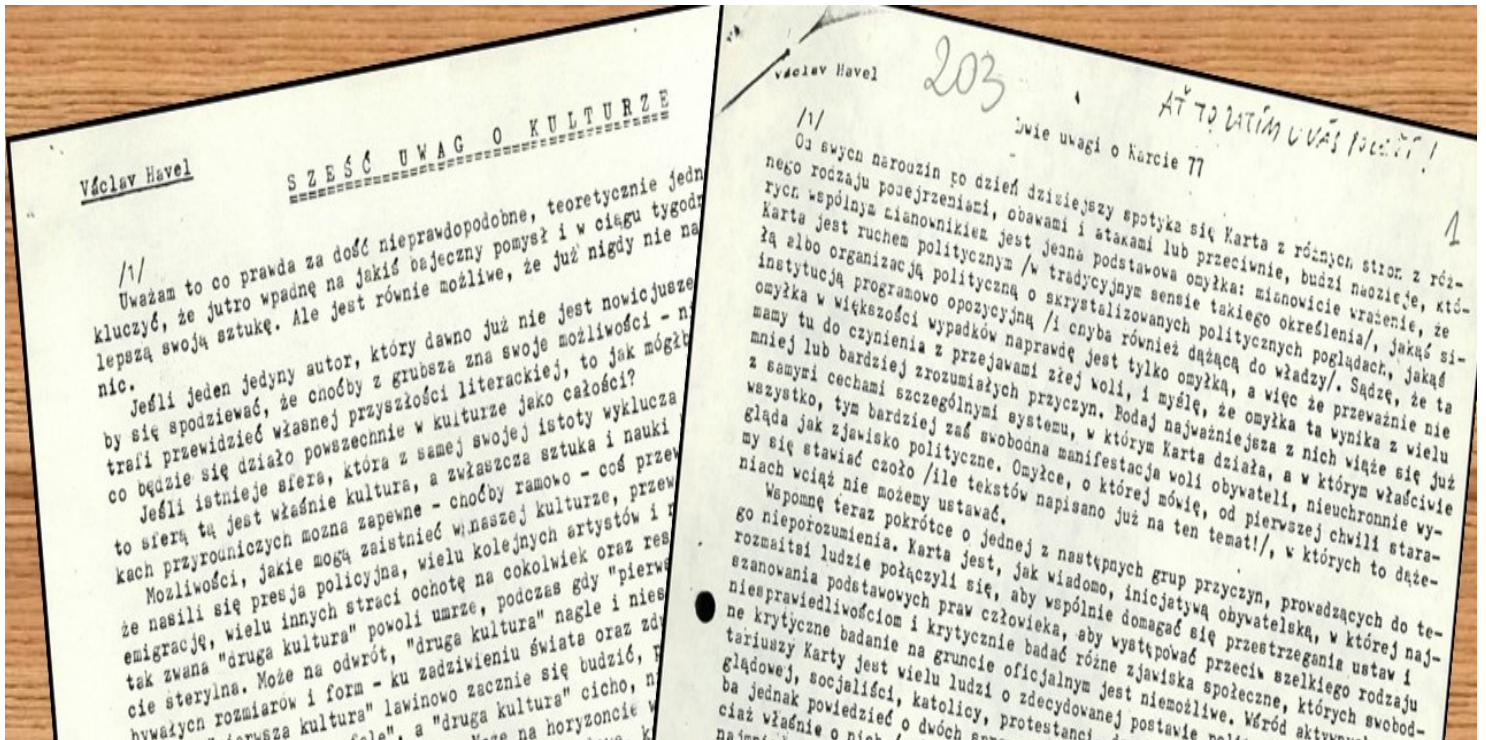 Václav Havel
SZEŚĆ UWAG O KULTURZE
/1/
Uważam to co prawda za dość nieprawdopodobne, teoretycznie jedn
kluczyć, że jutro wpadnę na jakiś bajeczny pomysł i w ciągu tygodn
lepszą swoją sztukę. Ale jest równie możliwe, że już nigdy nie na
nic.
Jeśli jeden jedyny autor, który dawno już nie jest nowicjusze
by się spodziewać, że choćby z grubsza zna swoje możliwości - ni
trafi przewidzieć własnej przyszłości literackiej, to jak mógłb
co będzie się działo powszechnie w kulturze jako całości?
Jeśli istnieje sfera, która z samej swojej istoty wyklucza
to sferą tą jest właśnie kultura, a zwłaszcza sztuka i nauki
kach przyrodniczych mozna zapewne - choćby ramowo - coś przew
Mozliwości, jakie mogą zaistnieć w naszej kulturze, przew
że nasili się presja policyjna, wielu kolejnych artystów i
emigrację, wielu innych straci ochotę na cokolwiek oraz res
tak zwana "druga kultura" powoli umrze, podczas gdy "pierws
cie sterylna. Może na odwrót, "druga kultura" nagle i nies
bywałych rozmiarów i form - ku zadziwieniu świata oraz zdu
kultura" lawinowo zacznie się budzić,
a "druga kultura" cicho,
na horyzoncie
Václav Havel
203
AŤ TO ZATÍM U VÁS
Dwie uwagi o Karcie 77
1
/1/
Od swych narodzin po dzień dzisiejszy spotyka się Karta z różnych stron z róż-
nego rodzaju podejrzeniami, obawami i atakami lub przeciwnie, budzi nadzieje, któ-
rych wspólnym mianownikiem jest jedna podstawowa omyłka: mianowicie wrażenie, że
Karta jest ruchem politycznym /w tradycyjnym sensie takiego określenia/, jakąś si-
łą albo organizacją polityczną o skrystalizowanych politycznych poglądach, jakąś
instytucją programowo opozycyjną /i chyba również dążącą do władzy/. Sądzę, że ta
omyłka w większości wypadków naprawdę jest tylko omyłką, a więc że przeważnie nie
mamy tu do czynienia z przejawami złej woli, i myślę, że omyłka ta wynika z wielu
mniej lub bardziej zrozumiałych przyczyn. Bodaj najważniejsza z nich wiąże się już
z samymi cechami szczególnymi systemu, w którym Karta działa, a w którym właściwie
wszystko, tym bardziej zaś swobodna manifestacja woli obywateli, nieuchronnie wy-
gląda jak zjawisko polityczne. Omyłce, o której mówię, od pierwszej chwili stara-
my się stawiać czoło /ile tekstów napisano już na ten temat!/, w których to dąże-
niach wciąż nie możemy ustawać.
Wspomnę teraz pokrótce o jednej z następnych grup przyczyn, prowadzących do te-
go nieporozumienia. Karta jest, jak wiadomo, inicjatywą obywatelską, w której naj-
rozmaitsi ludzie połączyli się, aby wspólnie domagać się przestrzegania ustaw i
szanowania podstawowych praw człowieka, aby występować przeciw wszelkiego rodzaju
niesprawiedliwościom i krytycznie badać różne zjawiska społeczne, których swobod-
ne krytyczne badanie na gruncie oficjalnym jest niemożliwe. Wśród aktywnych
tariuszy Karty jest wielu ludzi o zdecydowanej postawie
glądowej, socjaliści, katolicy, protestanci,
ba jednak powiedzieć o dwóch
ciaż właśnie o